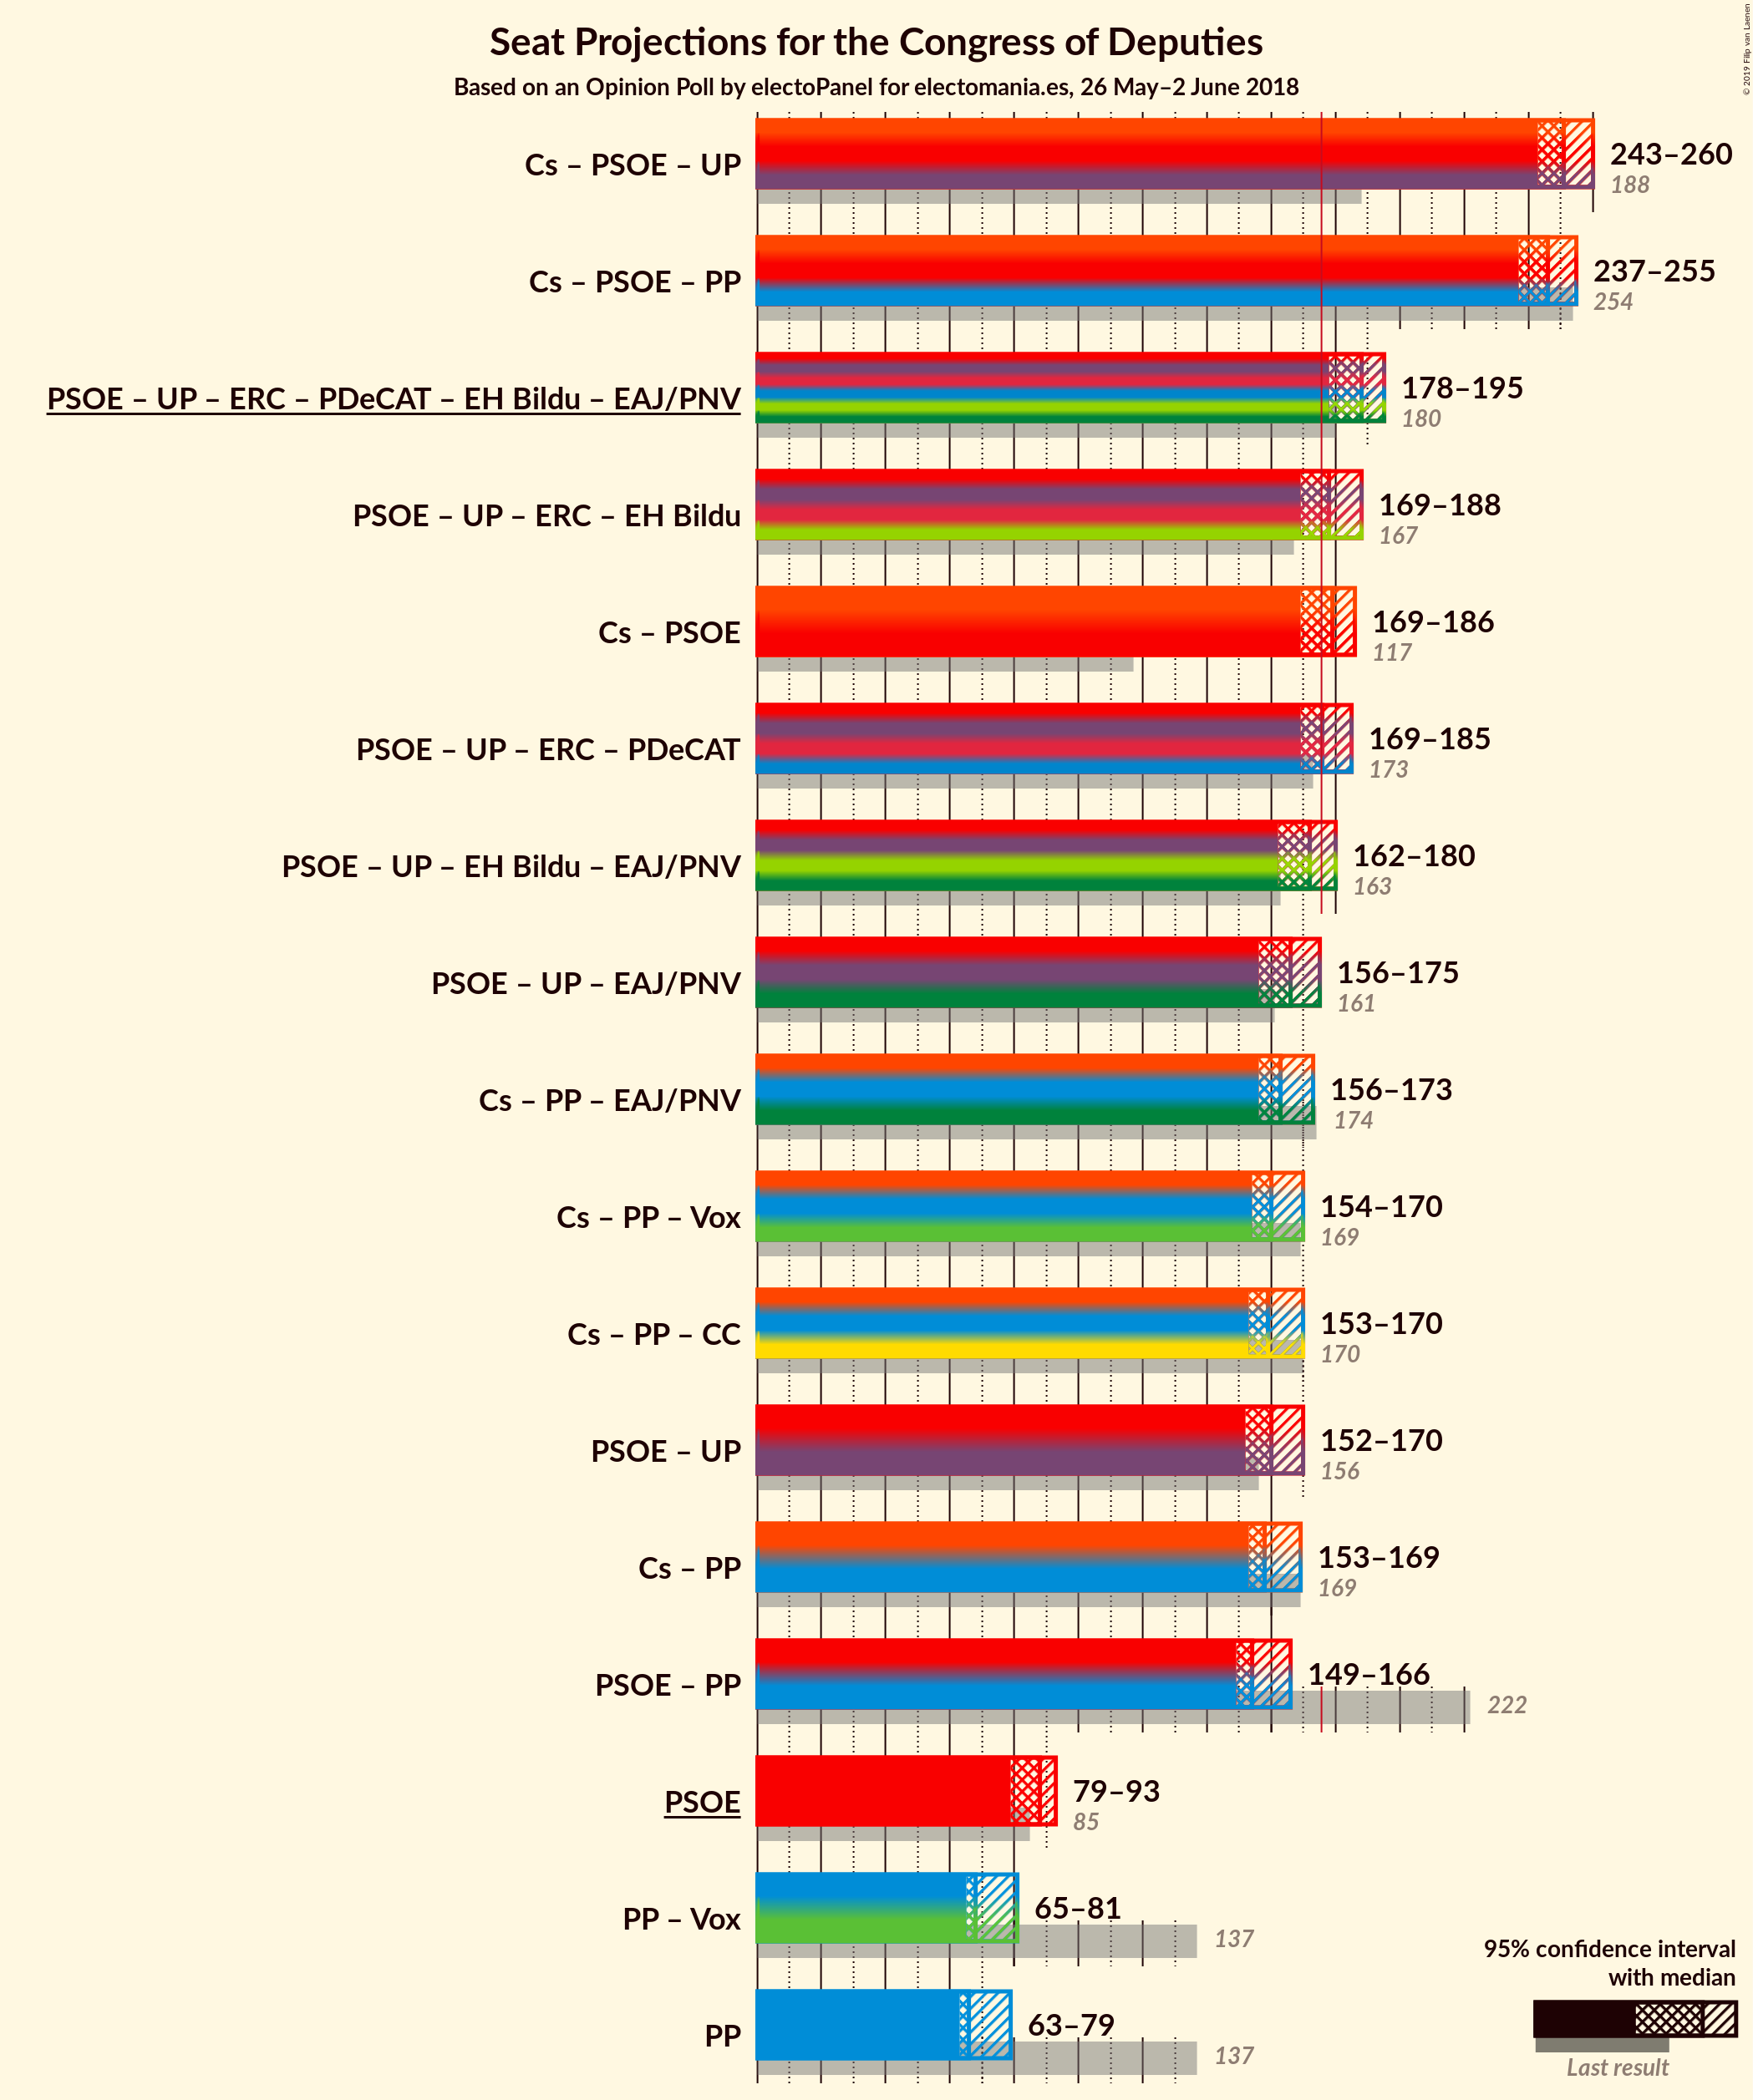 Seat Projections for the Congress of Deputies
Based on an Opinion Poll by electoPanel for electomania.es, 26 May–2 June 2018
© 2019 Filip van Laenen
Cs – PSOE – UP
243–260
188
Cs – PSOE – PP
237–255
254
PSOE – UP – ERC – PDeCAT – EH Bildu – EAJ/PNV
178–195
180
PSOE – UP – ERC – EH Bildu
169–188
167
Cs – PSOE
169–186
117
PSOE – UP – ERC – PDeCAT
169–185
173
PSOE – UP – EH Bildu – EAJ/PNV
162–180
163
PSOE – UP – EAJ/PNV
156–175
161
Cs – PP – EAJ/PNV
156–173
174
Cs – PP – Vox
154–170
169
Cs – PP – CC
153–170
170
PSOE – UP
152–170
156
Cs – PP
153–169
169
PSOE – PP
149–166
222
PSOE
79–93
85
PP – Vox
65–81
137
PP
63–79
137
95% confidence interval
with median
Last result